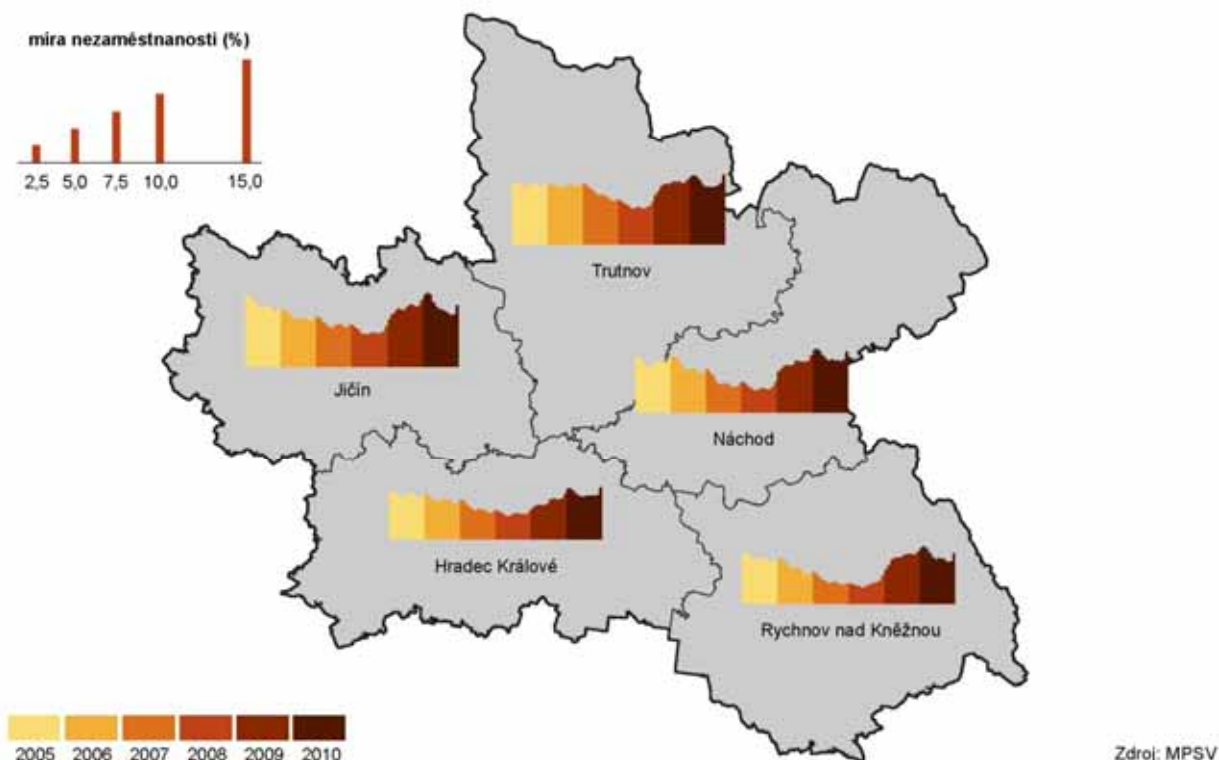 míra nezaměstnanosti (%)
2,5 5,0 7,5 10,0 15,0
Trutnov
Jičín
Náchod
Hradec Králové
Rychnov nad Kněžnou
2005 2006 2007 2008 2009 2010
Zdroj: MPSV